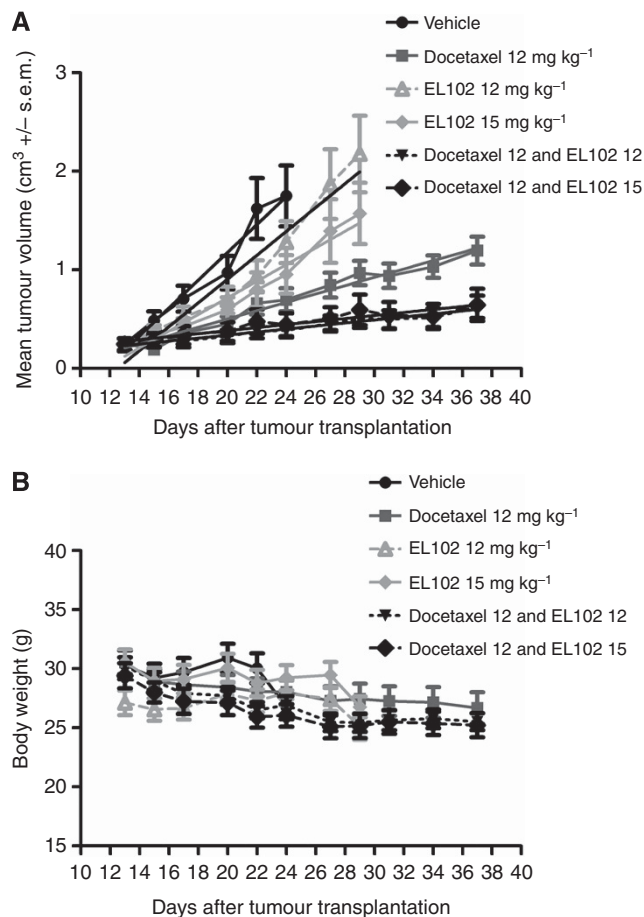 A
Vehicle
Docetaxel 12 mg kg⁻¹
EL102 12 mg kg⁻¹
EL102 15 mg kg⁻¹
Docetaxel 12 and EL102 12
Docetaxel 12 and EL102 15
Mean tumour volume (cm³ +/− s.e.m.)
3
2
1
0
10 12 14 16 18 20 22 24 26 28 30 32 34 36 38 40
Days after tumour transplantation
B
Vehicle
Docetaxel 12 mg kg⁻¹
EL102 12 mg kg⁻¹
EL102 15 mg kg⁻¹
Docetaxel 12 and EL102 12
Docetaxel 12 and EL102 15
Body weight (g)
40
35
30
25
20
15
10 12 14 16 18 20 22 24 26 28 30 32 34 36 38 40
Days after tumour transplantation